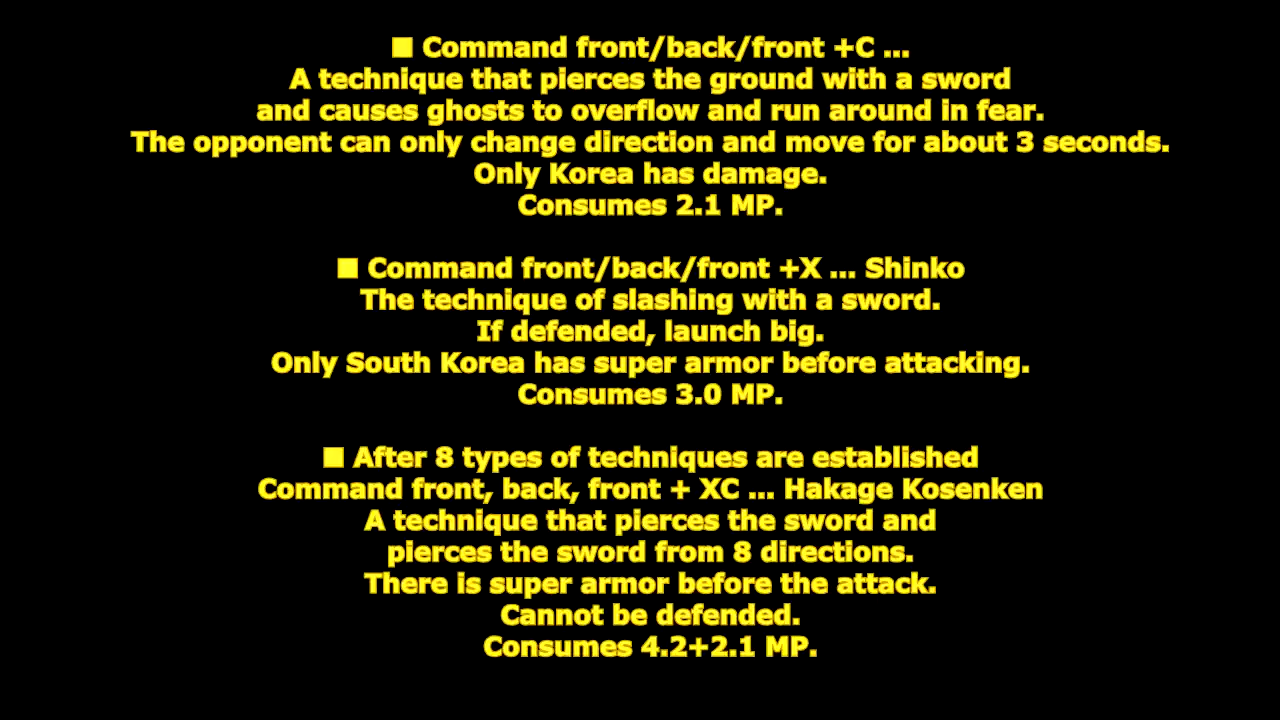 ■ Command front/back/front +C ...
A technique that pierces the ground with a sword
and causes ghosts to overflow and run around in fear.
The opponent can only change direction and move for about 3 seconds.
Only Korea has damage.
Consumes 2.1 MP.
■ Command front/back/front +X ... Shinko
The technique of slashing with a sword.
If defended, launch big.
Only South Korea has super armor before attacking.
Consumes 3.0 MP.
■ After 8 types of techniques are established
Command front, back, front + XC ... Hakage Kosenken
A technique that pierces the sword and
pierces the sword from 8 directions.
There is super armor before the attack.
Cannot be defended.
Consumes 4.2+2.1 MP.